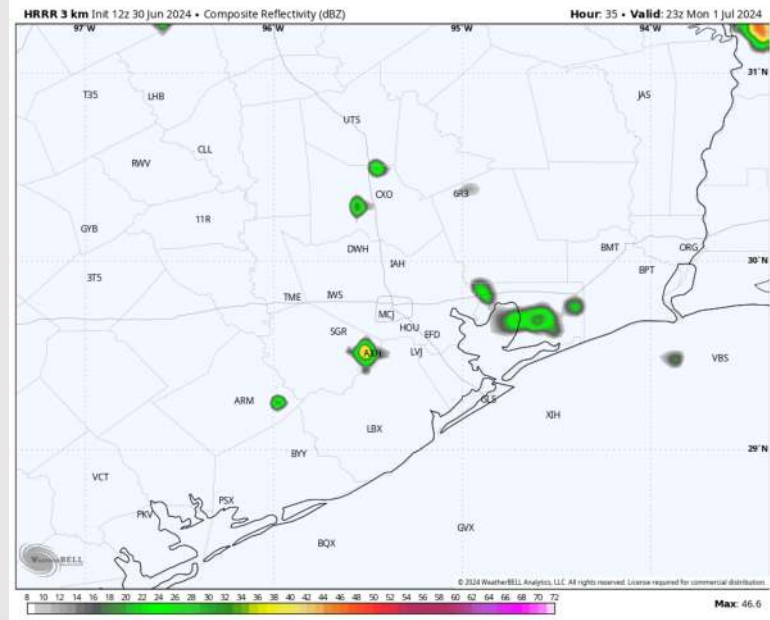 HRRR 3 km Init 12z 30 Jun 2024 • Composite Reflectivity (dBZ)
Hour: 35 • Valid: 23z Mon 1 Jul 2024
97°W 96°W 95°W 94°W
31°N
T35 LHB JAS
UTS
CLL
RWV
CXO 6R3
11R
GYB
DWH BMT ORG
30°N
IAH BPT
3T5
TME IWS
MCJ
SGR HOU EFD
LVJ VBS
ARM GLS
XIH
LBX
29°N
BYY
VCT
PSX
PKV
GVX
BQX
WeatherBELL
© 2024 WeatherBELL Analytics, LLC. All rights reserved. License required for commercial distribution.
8 10 12 14 16 18 20 22 24 26 28 30 32 34 36 38 40 42 44 46 48 50 52 54 56 58 60 62 64 66 68 70 72
Max: 46.6